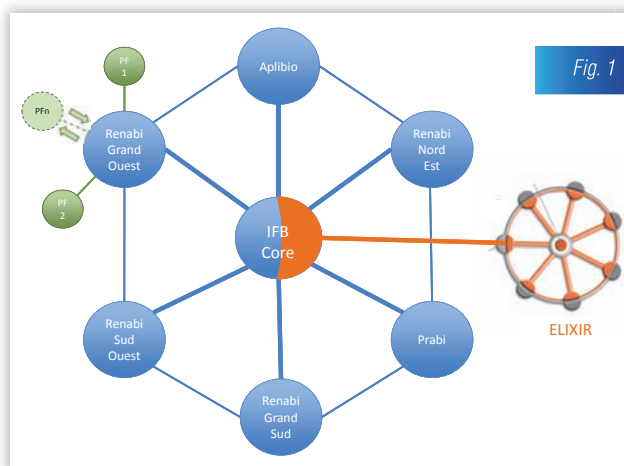 Fig. 1
PF
1
Aplibio
PFn
Renabi
Grand
Ouest
Renabi
Nord
Est
PF
2
IFB
Core
ELIXIR
Renabi
Sud
Ouest
Prabi
Renabi
Grand
Sud